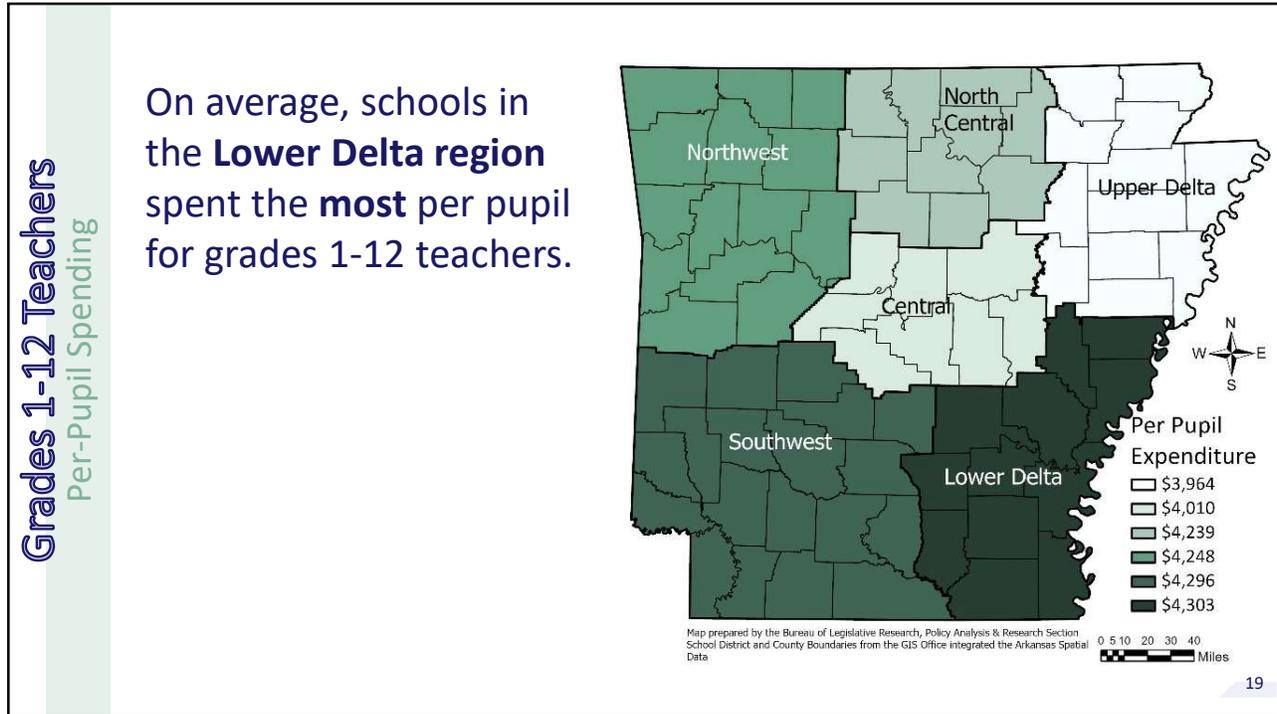 Grades 1-12 Teachers
Per-Pupil Spending
On average, schools in
the Lower Delta region
spent the most per pupil
for grades 1-12 teachers.
North
Central
Northwest
Upper Delta
Central
Southwest
Lower Delta
N
W E
S
Per Pupil
Expenditure
$3,964
$4,010
$4,239
$4,248
$4,296
$4,303
Map prepared by the Bureau of Legislative Research, Policy Analysis & Research Section
School District and County Boundaries from the GIS Office integrated the Arkansas Spatial
Data
0 5 10 20 30 40
Miles
19